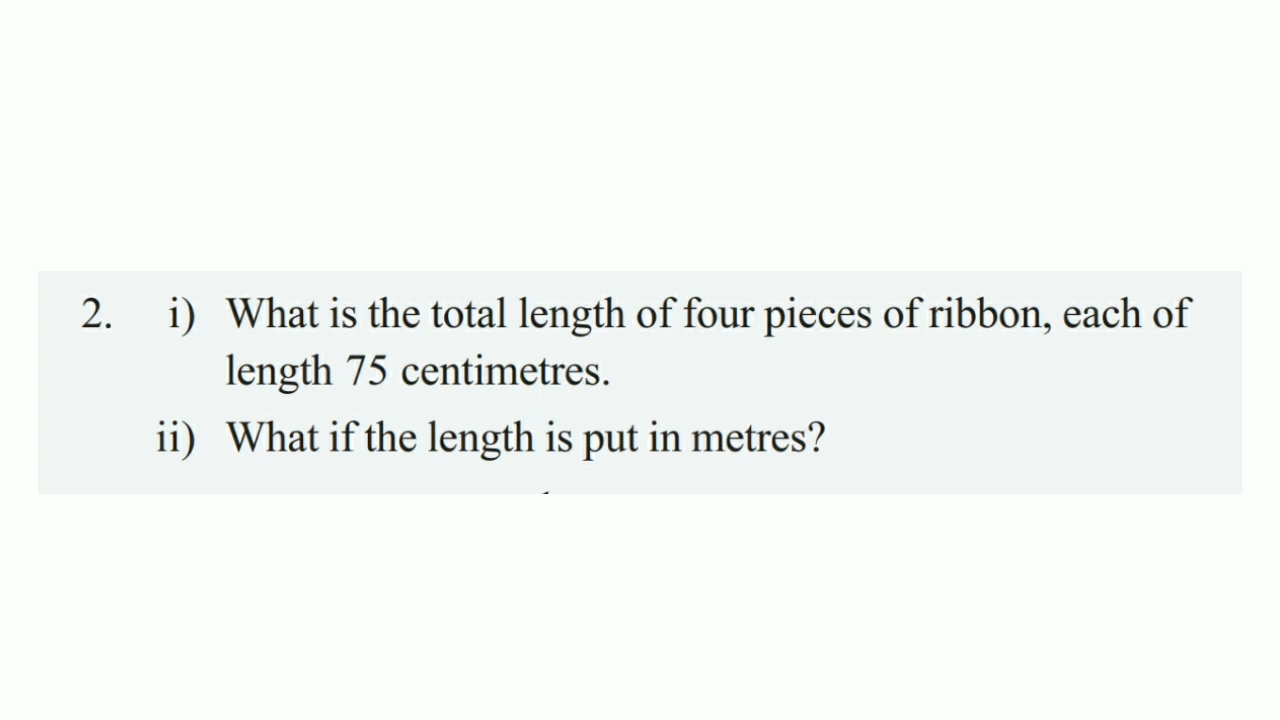 2. i) What is the total length of four pieces of ribbon, each of
length 75 centimetres.
ii) What if the length is put in metres?